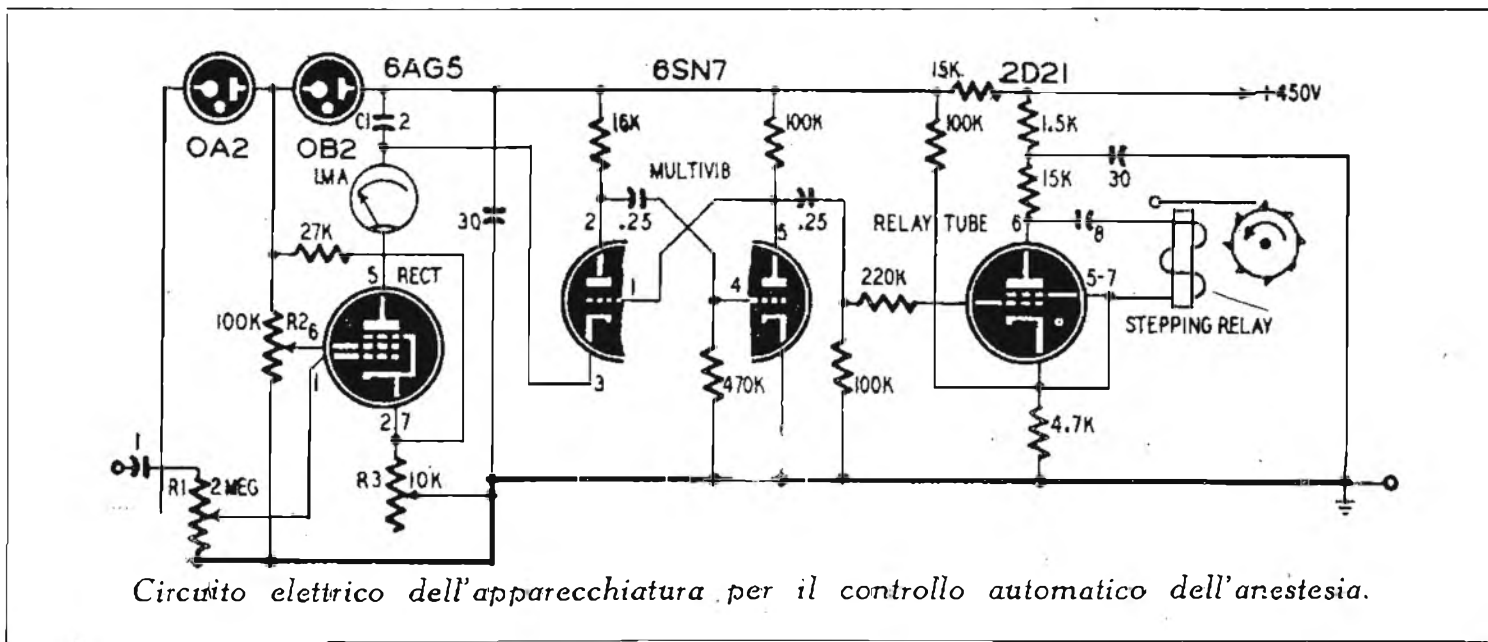 6AG5
6SN7
2D21
15K
+450V
OA2
OB2
C1
2
1MA
16K
100K
100K
1.5K
MULTIVIB
30
2
.25
5
.25
15K
30
RELAY TUBE
6
8
27K
5
RECT
1
4
220K
5-7
STEPPING RELAY
100K
R2
6
1
3
470K
100K
4.7K
2
7
1
R1
2 MEG
R3
10K
Circuito elettrico dell'apparecchiatura per il controllo automatico dell'anestesia.